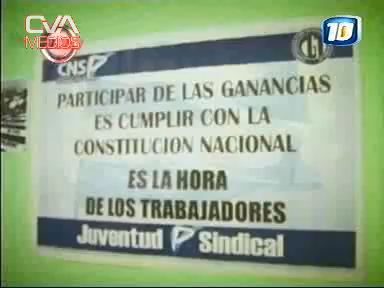 CVA
MEDIOS
10
CNS
PARTICIPAR DE LAS GANANCIAS
ES CUMPLIR CON LA
CONSTITUCION NACIONAL
ES LA HORA
DE LOS TRABAJADORES
Juventud Sindical